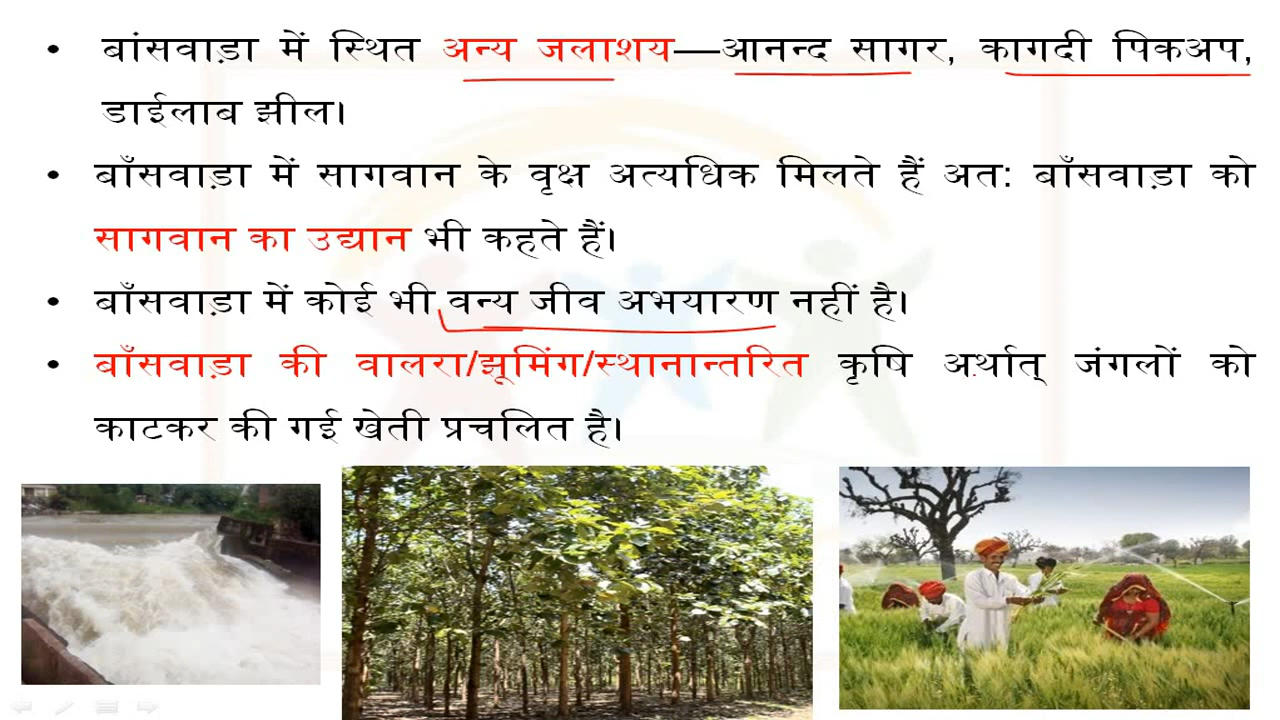 • बांसवाड़ा में स्थित अन्य जलाशय—आनन्द सागर, कागदी पिकअप,
डाईलाब झील।
• बाँसवाड़ा में सागवान के वृक्ष अत्यधिक मिलते हैं अत: बाँसवाड़ा को
सागवान का उद्यान भी कहते हैं।
• बाँसवाड़ा में कोई भी वन्य जीव अभयारण नहीं है।
• बाँसवाड़ा की वालरा/झूमिंग/स्थानान्तरित कृषि अर्थात् जंगलों को
काटकर की गई खेती प्रचलित है।